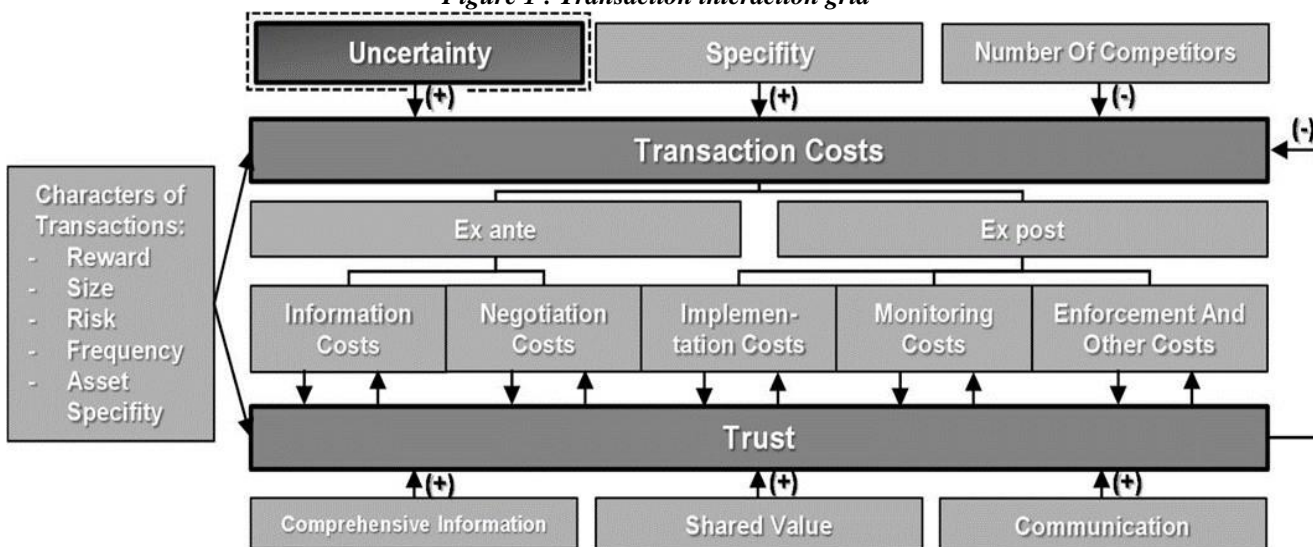 Figure 1 : Transaction interaction grid
Uncertainty
Specifity
Number Of Competitors
(+)
(+)
(-)
(-)
Transaction Costs
Characters of
Transactions:
- Reward
- Size
- Risk
- Frequency
- Asset
Specifity
Ex ante
Ex post
Information
Costs
Negotiation
Costs
Implemen-
tation Costs
Monitoring
Costs
Enforcement And
Other Costs
Trust
(+)
(+)
(+)
Comprehensive Information
Shared Value
Communication